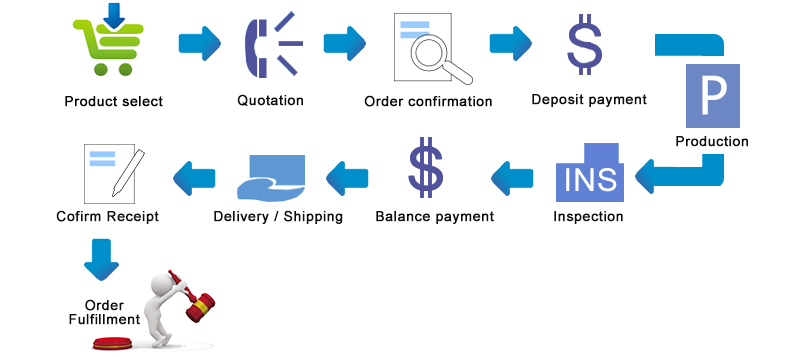 Product select
Quotation
Order confirmation
Deposit payment
P
Production
INS
Inspection
Balance payment
Delivery / Shipping
Cofirm Receipt
Order
Fulfillment